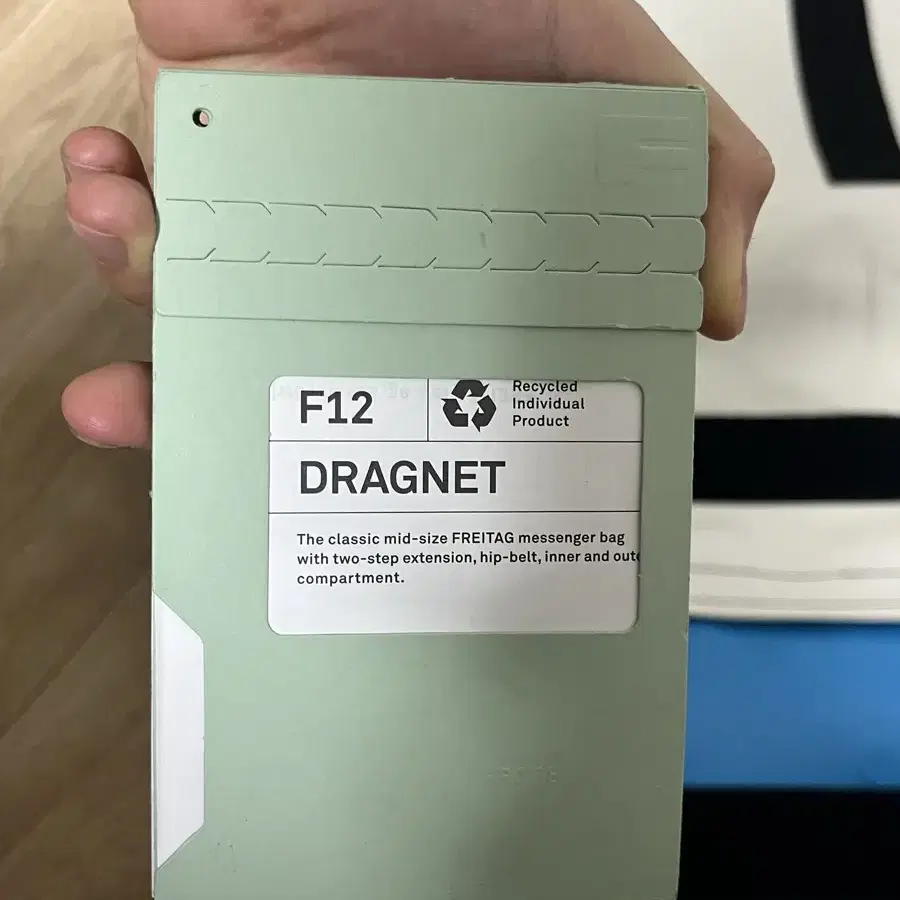 F12
Recycled
Individual
Product
DRAGNET
The classic mid-size FREITAG messenger bag
with two-step extension, hip-belt, inner and oute
compartment.